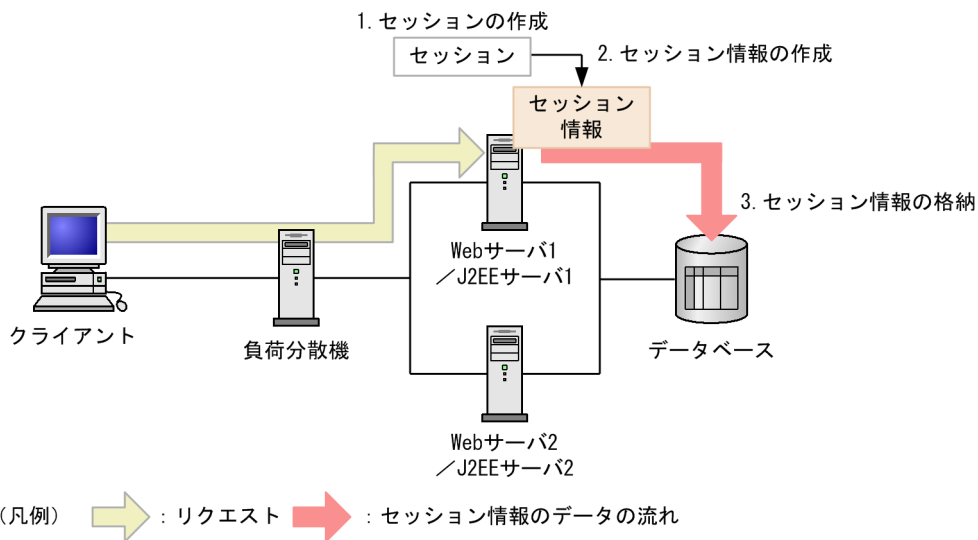 1. セッションの作成
セッション
2. セッション情報の作成
セッション
情報
3. セッション情報の格納
Webサーバ1
／J2EEサーバ1
クライアント
負荷分散機
データベース
Webサーバ2
／J2EEサーバ2
(凡例)
：リクエスト
：セッション情報のデータの流れ